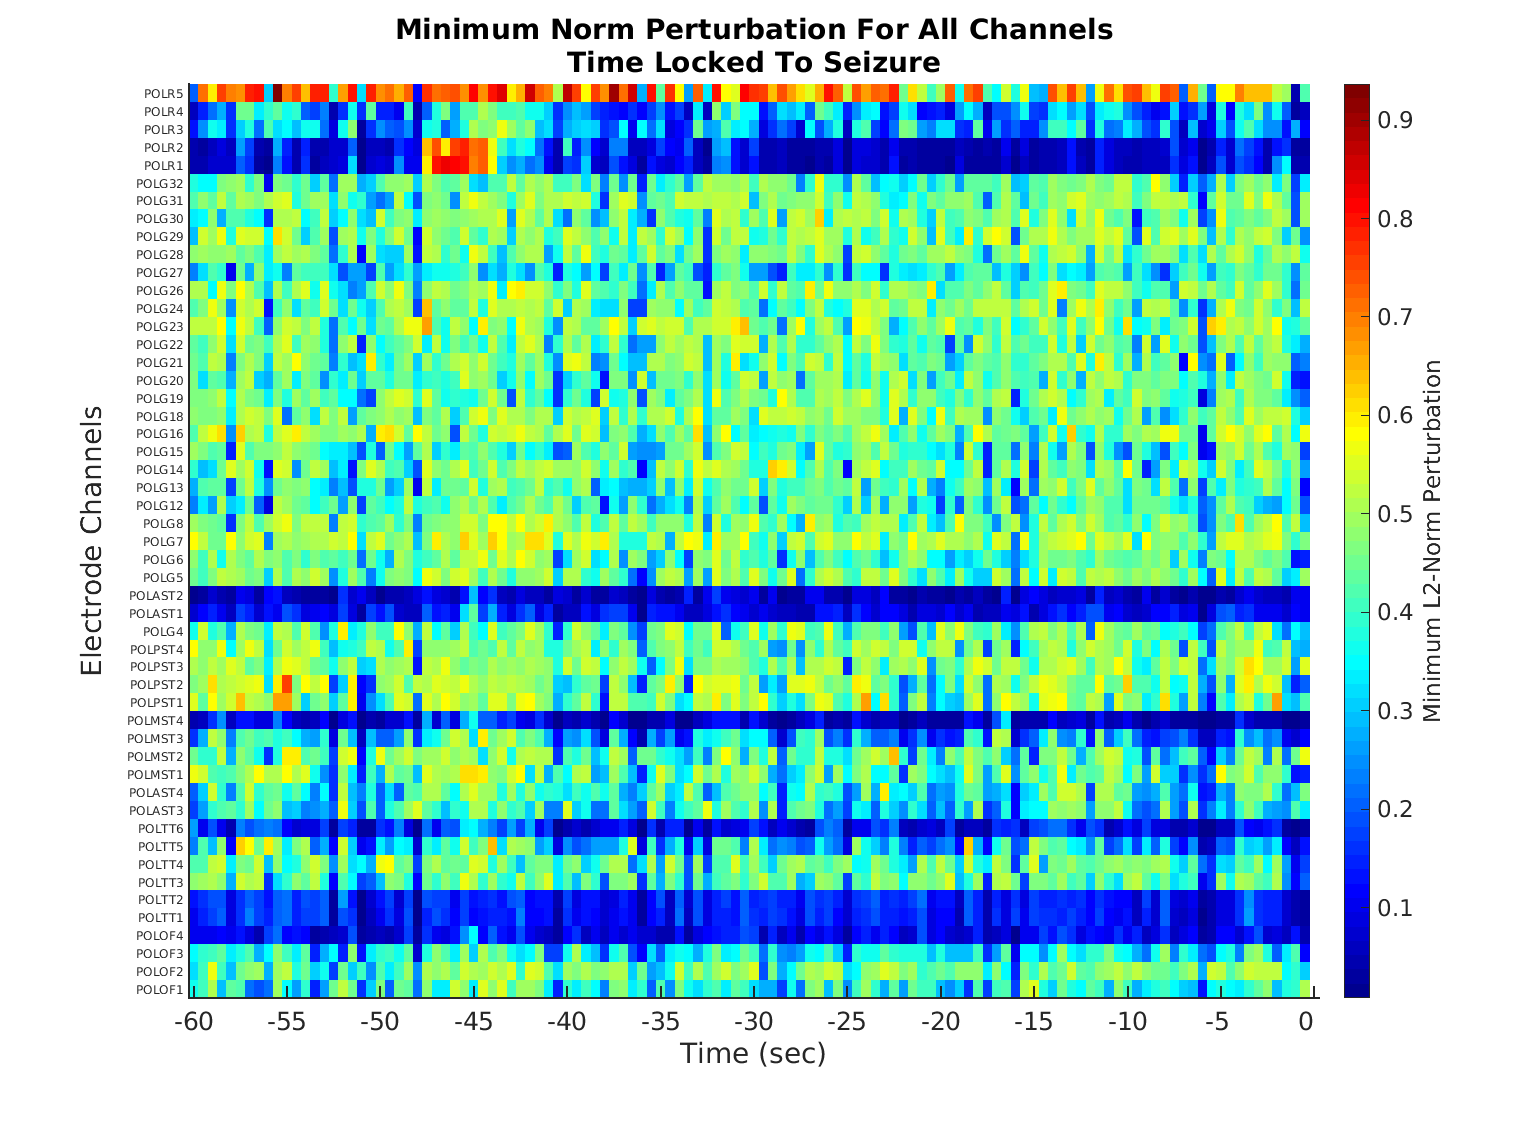 Minimum Norm Perturbation For All Channels
Time Locked To Seizure
Electrode Channels
POLR5
POLR4
POLR3
POLR2
POLR1
POLG32
POLG31
POLG30
POLG29
POLG28
POLG27
POLG26
POLG24
POLG23
POLG22
POLG21
POLG20
POLG19
POLG18
POLG16
POLG15
POLG14
POLG13
POLG12
POLG8
POLG7
POLG6
POLG5
POLAST2
POLAST1
POLG4
POLPST4
POLPST3
POLPST2
POLPST1
POLMST4
POLMST3
POLMST2
POLMST1
POLAST4
POLAST3
POLTT6
POLTT5
POLTT4
POLTT3
POLTT2
POLTT1
POLOF4
POLOF3
POLOF2
POLOF1
-60 -55 -50 -45 -40 -35 -30 -25 -20 -15 -10 -5 0
Time (sec)
0.9
0.8
0.7
0.6
0.5
0.4
0.3
0.2
0.1
Minimum L2-Norm Perturbation